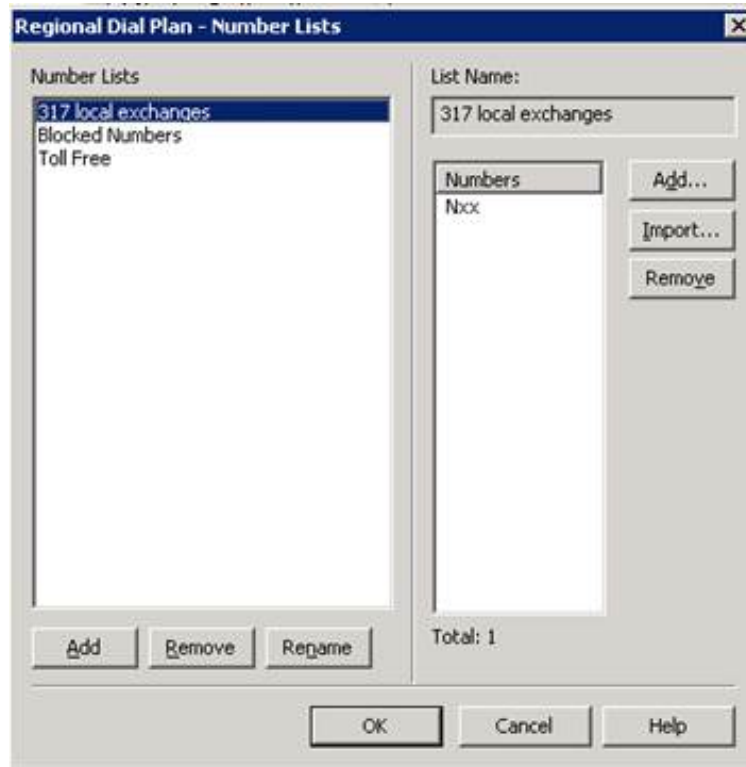 Regional Dial Plan - Number Lists
Number Lists
317 local exchanges
Blocked Numbers
Toll Free
Add
Remove
Rename
List Name:
317 local exchanges
Numbers
Nxx
Add...
Import...
Remove
Total: 1
OK
Cancel
Help